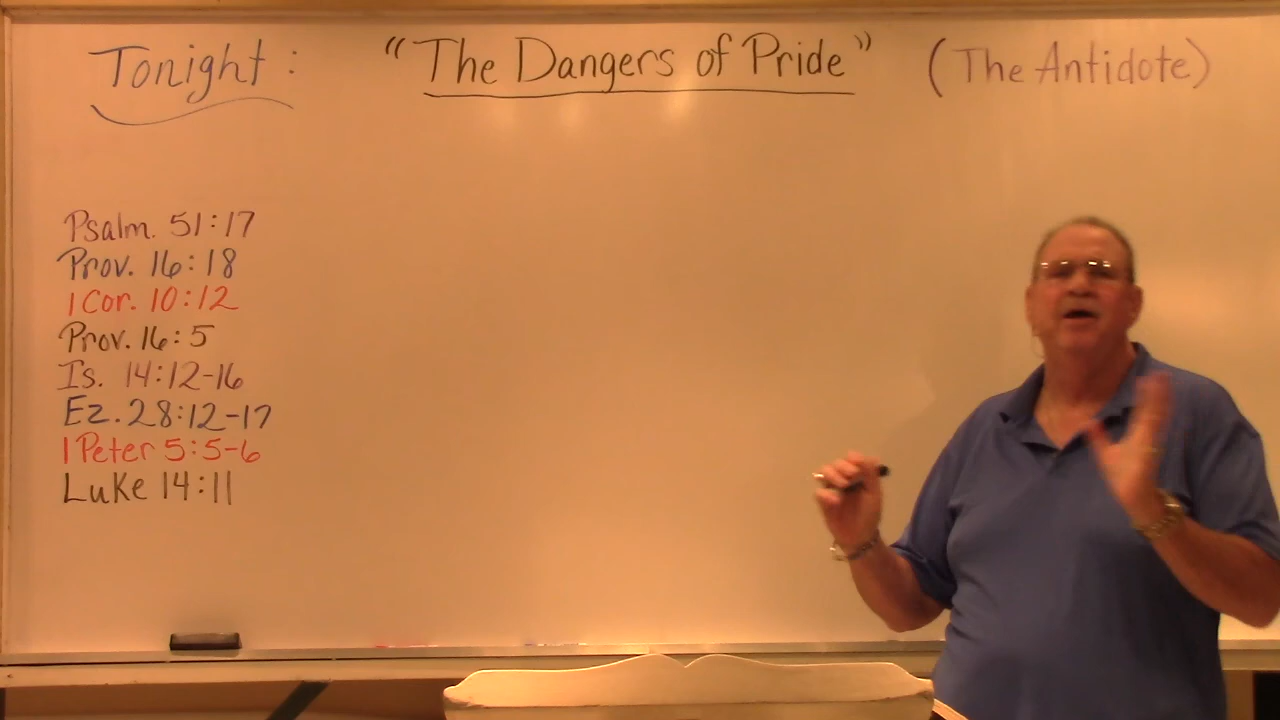 Tonight: "The Dangers of Pride" (The Antidote)
Psalm. 51:17
Prov. 16:18
1 Cor. 10:12
Prov. 16:5
Is. 14:12-16
Ez. 28:12-17
1 Peter 5:5-6
Luke 14:11